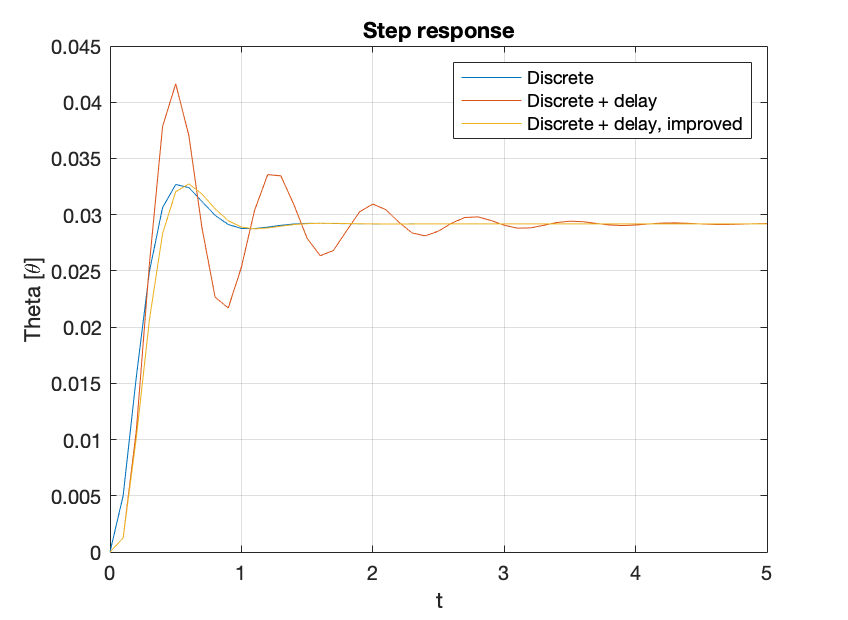 Step response
0.045
0.04
0.035
0.03
0.025
0.02
0.015
0.01
0.005
0
Theta [θ]
Discrete
Discrete + delay
Discrete + delay, improved
0 1 2 3 4 5
t